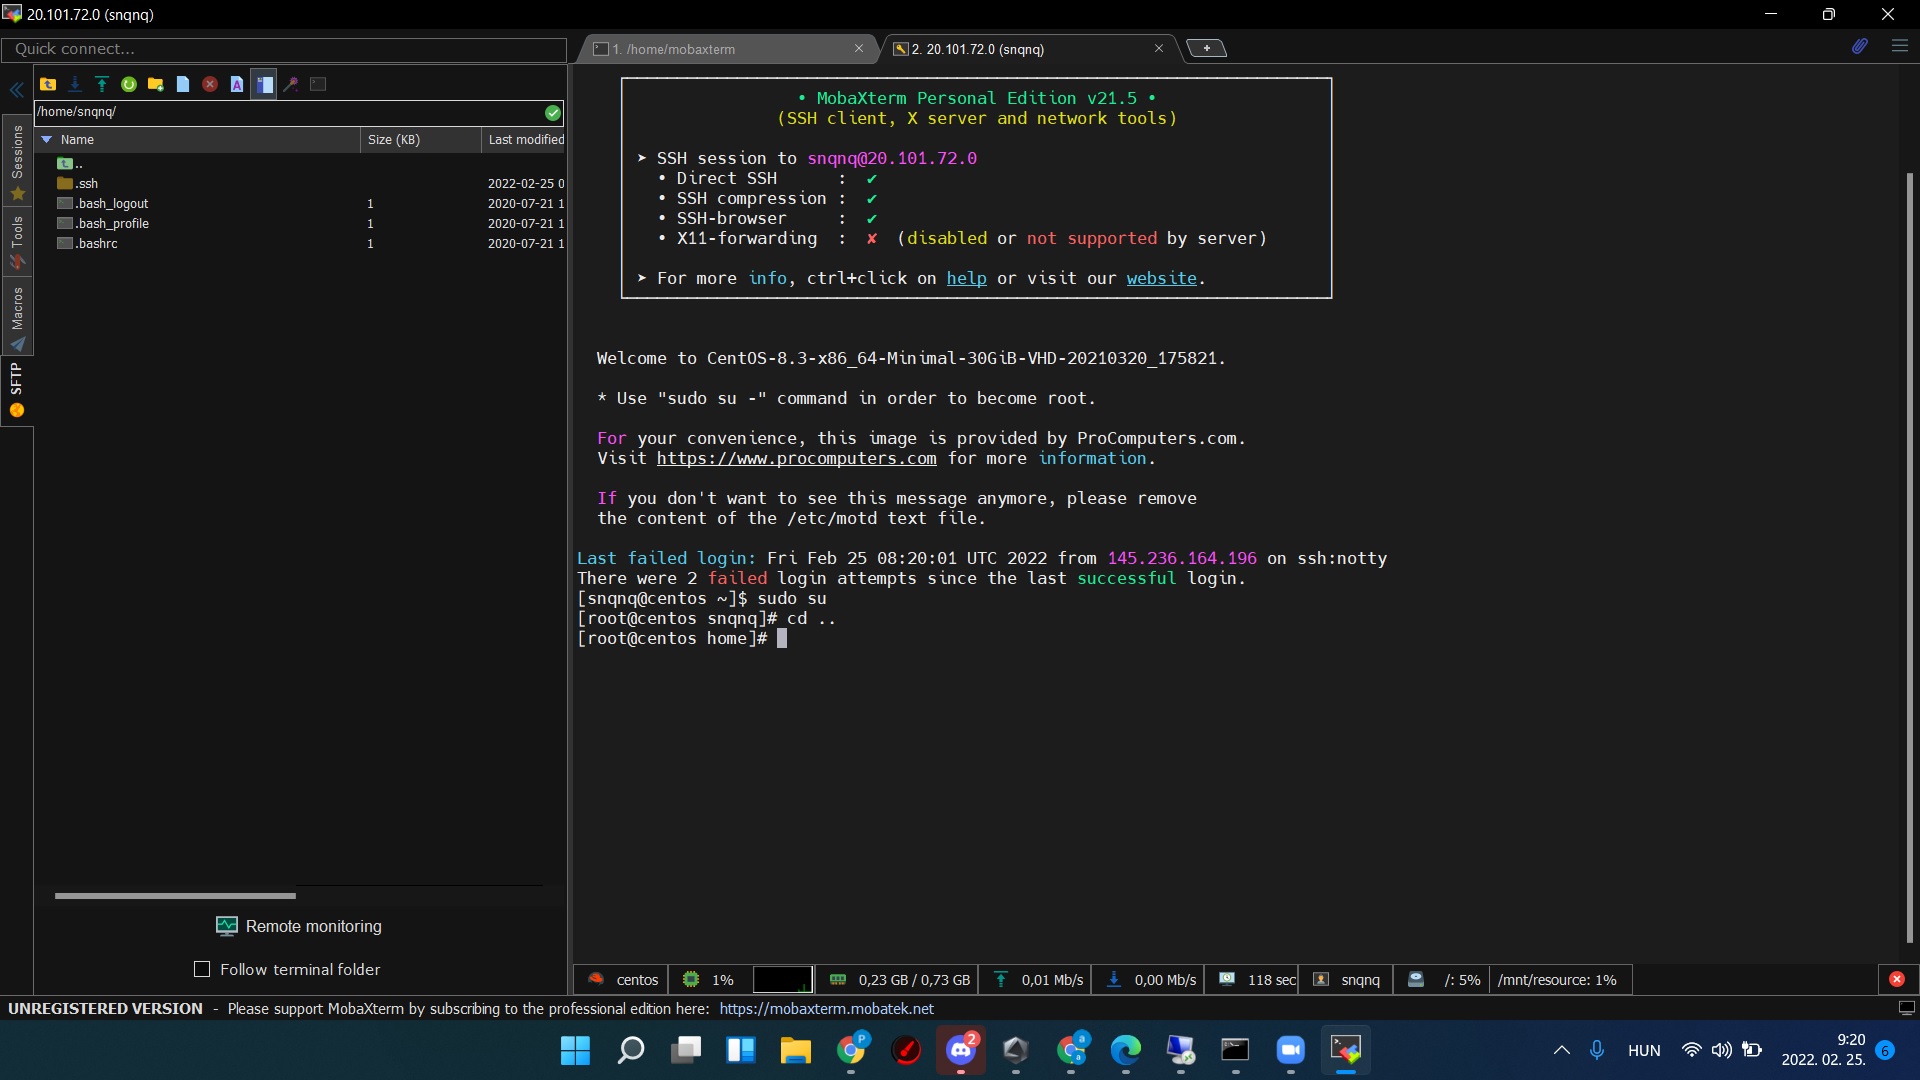 20.101.72.0 (snqnq)
Quick connect...
1. /home/mobaxterm
2. 20.101.72.0 (snqnq)
/home/snqnq/
Name Size (KB) Last modified
..
.ssh 2022-02-25 0
.bash_logout 1 2020-07-21 1
.bash_profile 1 2020-07-21 1
.bashrc 1 2020-07-21 1
Sessions
Tools
Macros
SFTP
Remote monitoring
Follow terminal folder
• MobaXterm Personal Edition v21.5 •
(SSH client, X server and network tools)
➤ SSH session to snqnq@20.101.72.0
• Direct SSH : ✔
• SSH compression : ✔
• SSH-browser : ✔
• X11-forwarding : ✘ (disabled or not supported by server)
➤ For more info, ctrl+click on help or visit our website.
Welcome to CentOS-8.3-x86_64-Minimal-30GiB-VHD-20210320_175821.
* Use "sudo su -" command in order to become root.
For your convenience, this image is provided by ProComputers.com.
Visit https://www.procomputers.com for more information.
If you don't want to see this message anymore, please remove
the content of the /etc/motd text file.
Last failed login: Fri Feb 25 08:20:01 UTC 2022 from 145.236.164.196 on ssh:notty
There were 2 failed login attempts since the last successful login.
[snqnq@centos ~]$ sudo su
[root@centos snqnq]# cd ..
[root@centos home]#
centos 1% 0,23 GB / 0,73 GB 0,01 Mb/s 0,00 Mb/s 118 sec snqnq /: 5% /mnt/resource: 1%
UNREGISTERED VERSION - Please support MobaXterm by subscribing to the professional edition here: https://mobaxterm.mobatek.net
P
2
a
a
HUN
9:20
2022. 02. 25.
6